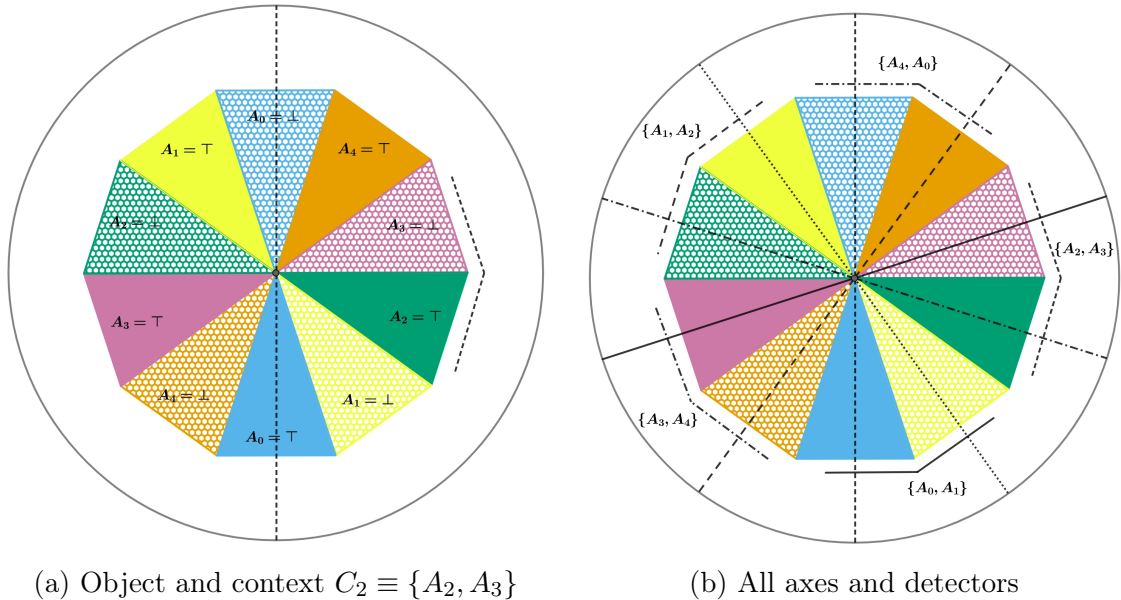 A₀ = ⊥
A₁ = ⊤
A₄ = ⊤
A₂ = ⊥
A₃ = ⊥
A₃ = ⊤
A₂ = ⊤
A₄ = ⊥
A₁ = ⊥
A₀ = ⊤
(a) Object and context C₂ ≡ {A₂, A₃}
{A₄, A₀}
{A₁, A₂}
{A₂, A₃}
{A₃, A₄}
{A₀, A₁}
(b) All axes and detectors